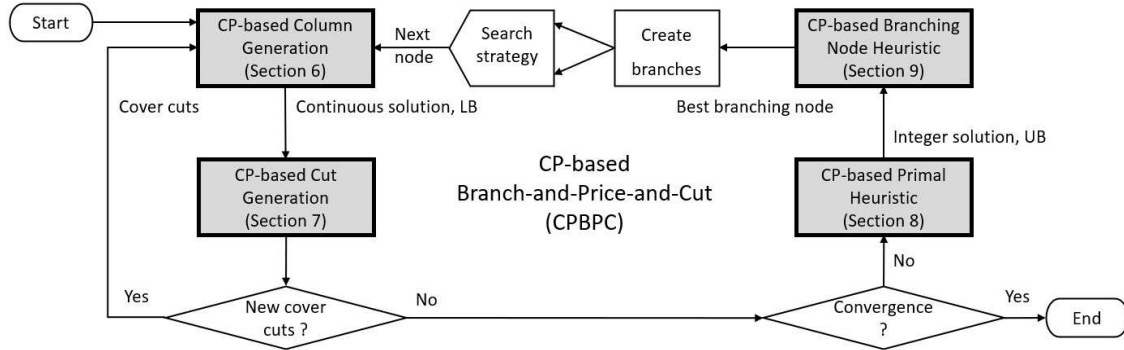 Start
CP-based Column
Generation
(Section 6)
Next
node
Search
strategy
Create
branches
CP-based Branching
Node Heuristic
(Section 9)
Cover cuts
Continuous solution, LB
Best branching node
Integer solution, UB
CP-based Cut
Generation
(Section 7)
CP-based
Branch-and-Price-and-Cut
(CPBPC)
CP-based Primal
Heuristic
(Section 8)
No
Yes
New cover
cuts ?
No
Convergence
?
Yes
End